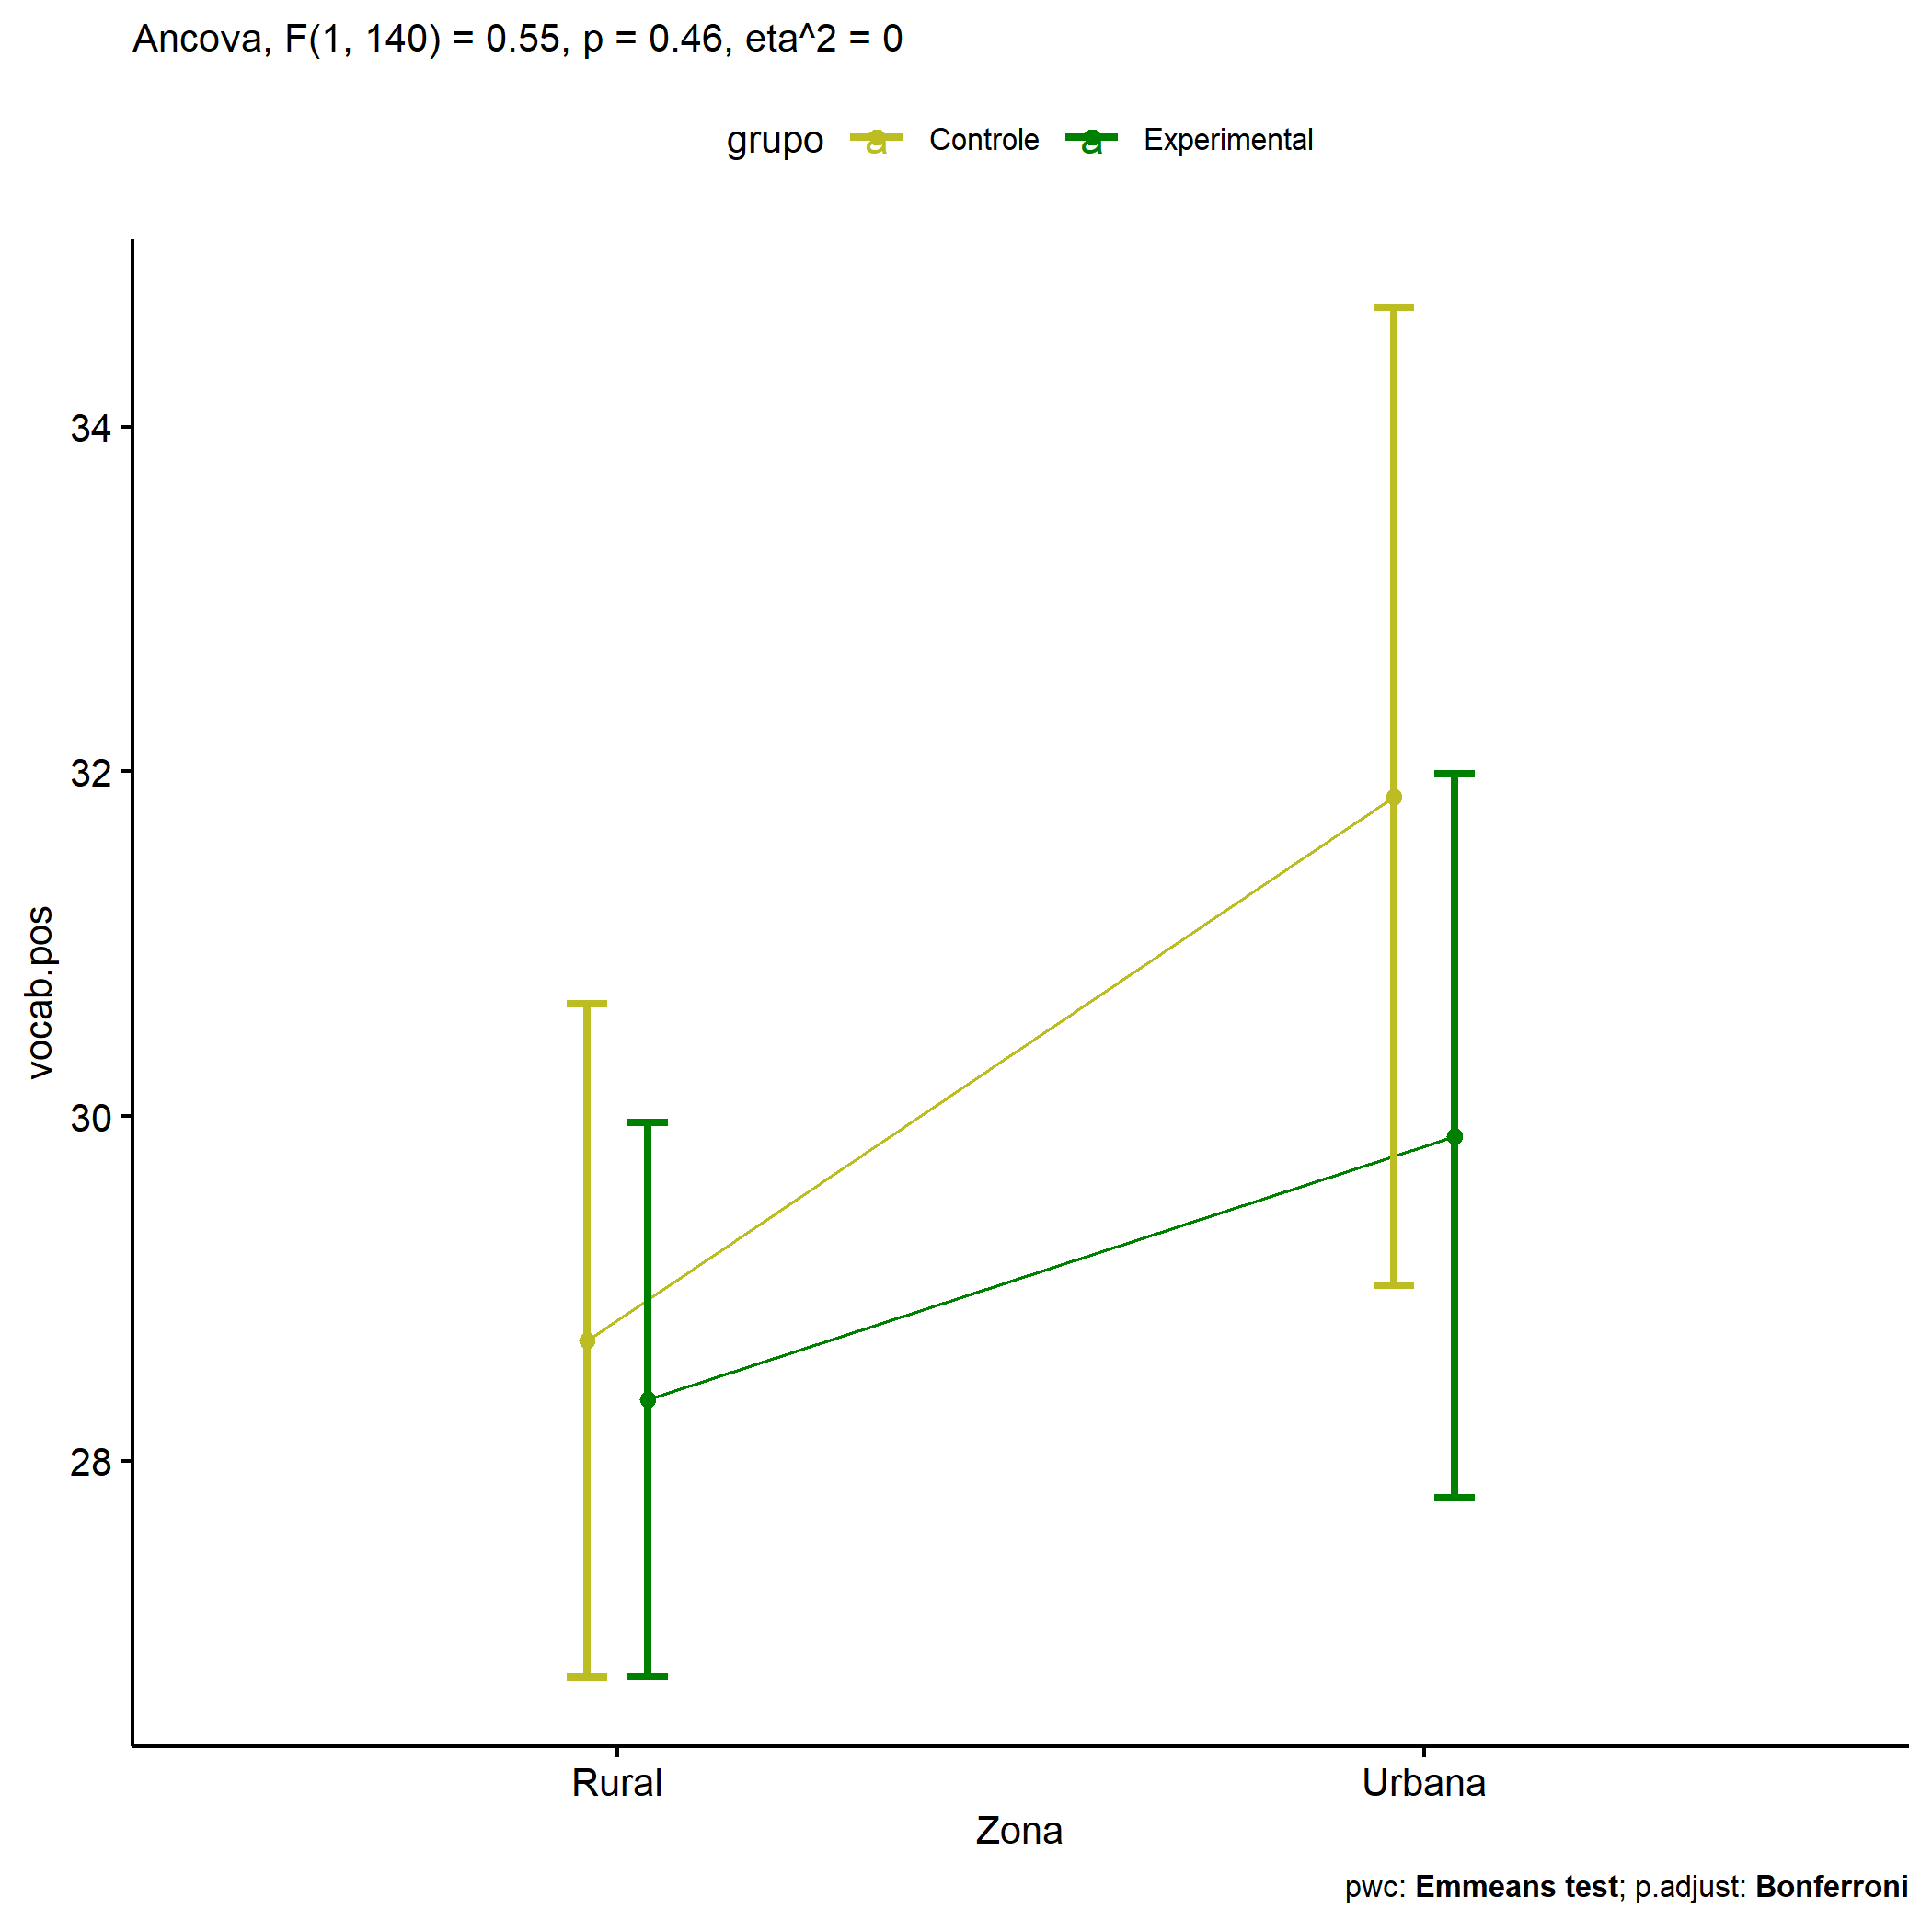 Ancova, F(1, 140) = 0.55, p = 0.46, eta^2 = 0
grupo a Controle a Experimental
34
32
30
28
vocab.pos
Rural Urbana
Zona
pwc: Emmeans test; p.adjust: Bonferroni